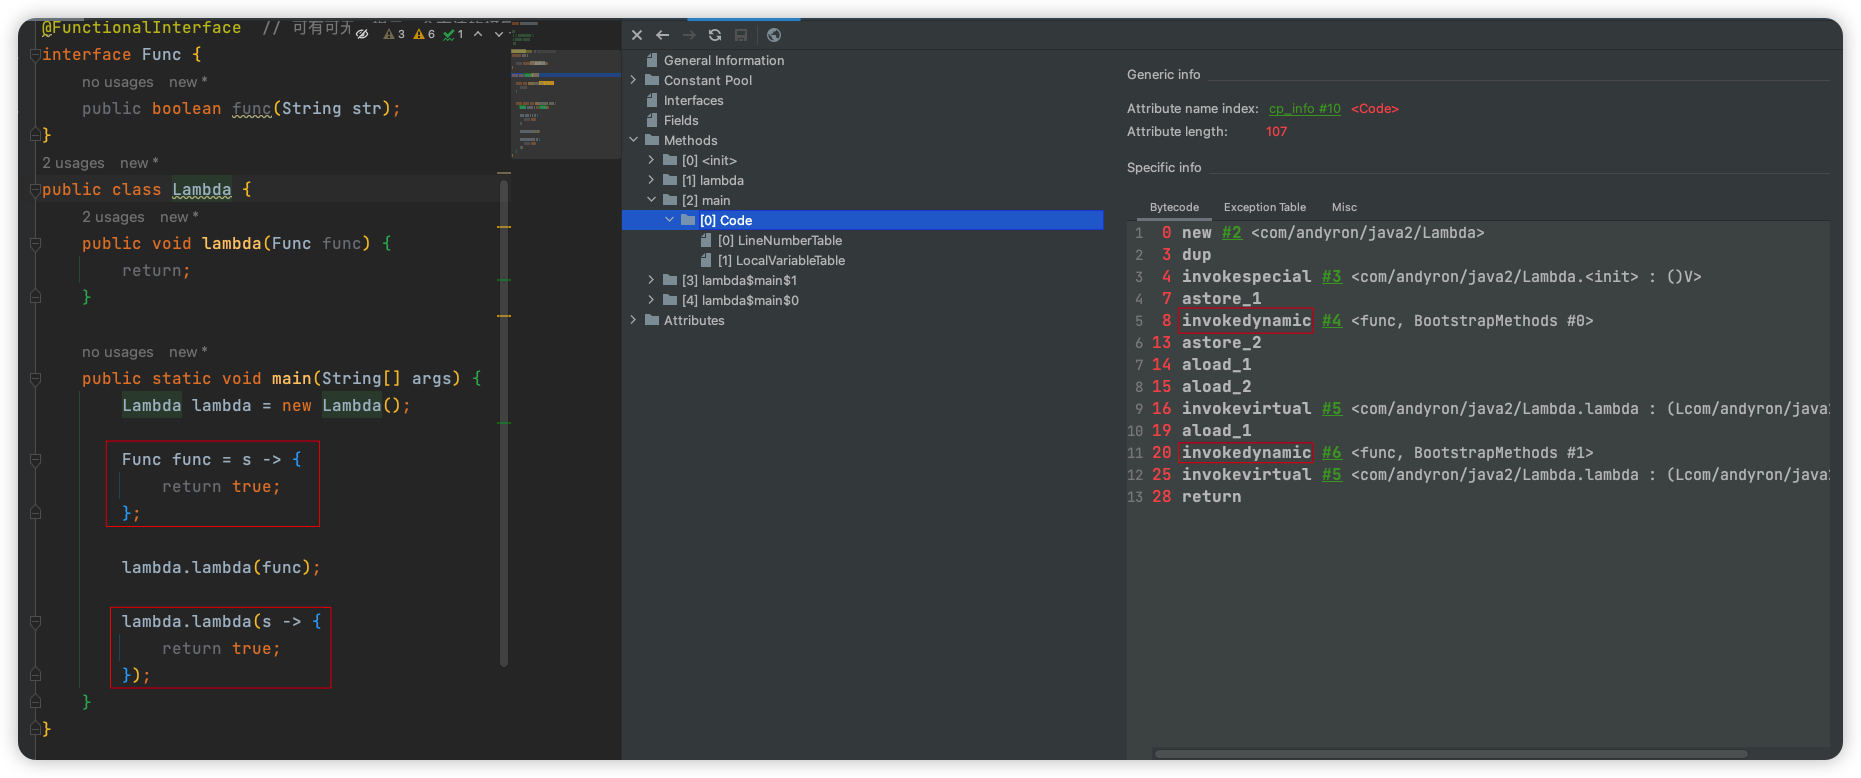 @FunctionalInterface // 可有可无
3 6 1
interface Func {
no usages new *
public boolean func(String str);
}
2 usages new *
public class Lambda {
2 usages new *
public void lambda(Func func) {
return;
}
no usages new *
public static void main(String[] args) {
Lambda lambda = new Lambda();
Func func = s -> {
return true;
};
lambda.lambda(func);
lambda.lambda(s -> {
return true;
});
}
}
General Information
Constant Pool
Interfaces
Fields
Methods
[0] <init>
[1] lambda
[2] main
[0] Code
[0] LineNumberTable
[1] LocalVariableTable
[3] lambda$main$1
[4] lambda$main$0
Attributes
Generic info
Attribute name index: cp_info #10 <Code>
Attribute length: 107
Specific info
Bytecode Exception Table Misc
1 0 new #2 <com/andyron/java2/Lambda>
2 3 dup
3 4 invokespecial #3 <com/andyron/java2/Lambda.<init> : ()V>
4 7 astore_1
5 8 invokedynamic #4 <func, BootstrapMethods #0>
6 13 astore_2
7 14 aload_1
8 15 aload_2
9 16 invokevirtual #5 <com/andyron/java2/Lambda.lambda : (Lcom/andyron/java2
10 19 aload_1
11 20 invokedynamic #6 <func, BootstrapMethods #1>
12 25 invokevirtual #5 <com/andyron/java2/Lambda.lambda : (Lcom/andyron/java2
13 28 return